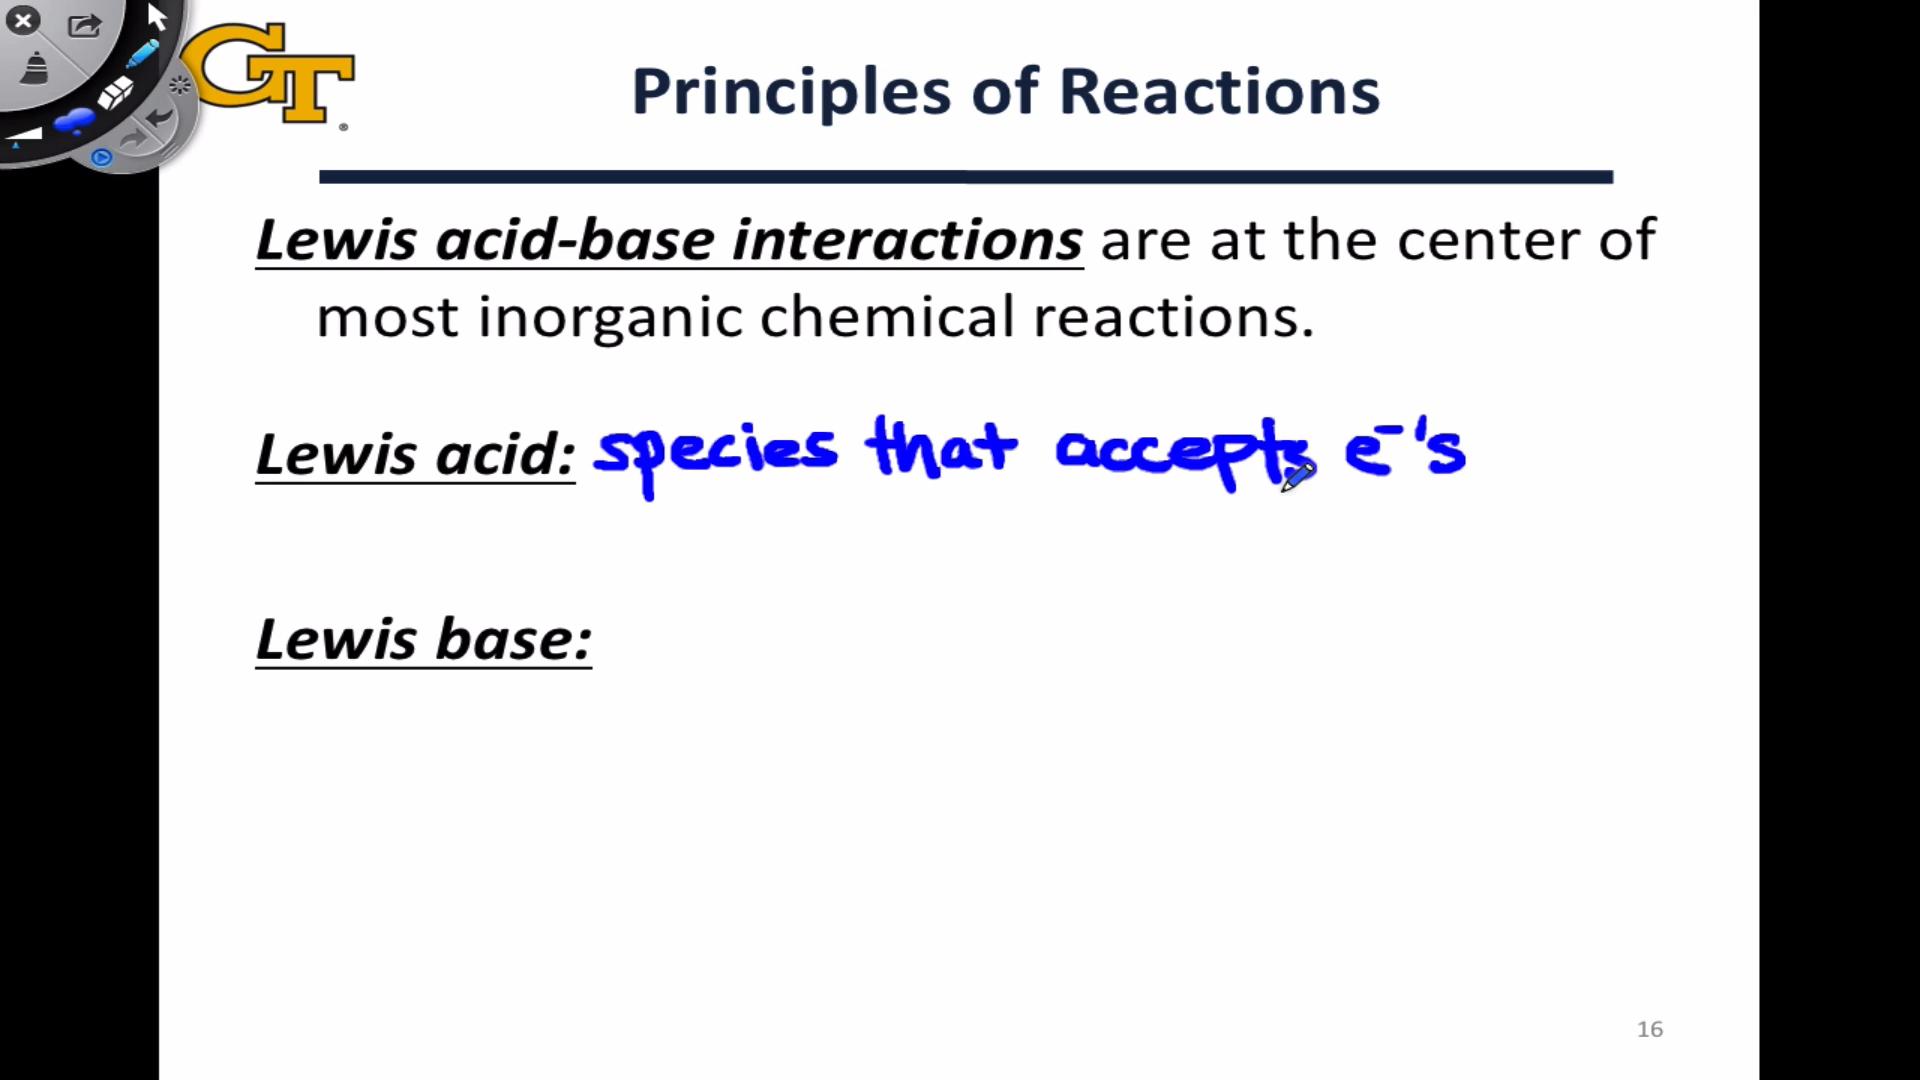 GT
®
Principles of Reactions
Lewis acid-base interactions are at the center of
most inorganic chemical reactions.
Lewis acid: species that accepts e⁻'s
Lewis base:
16